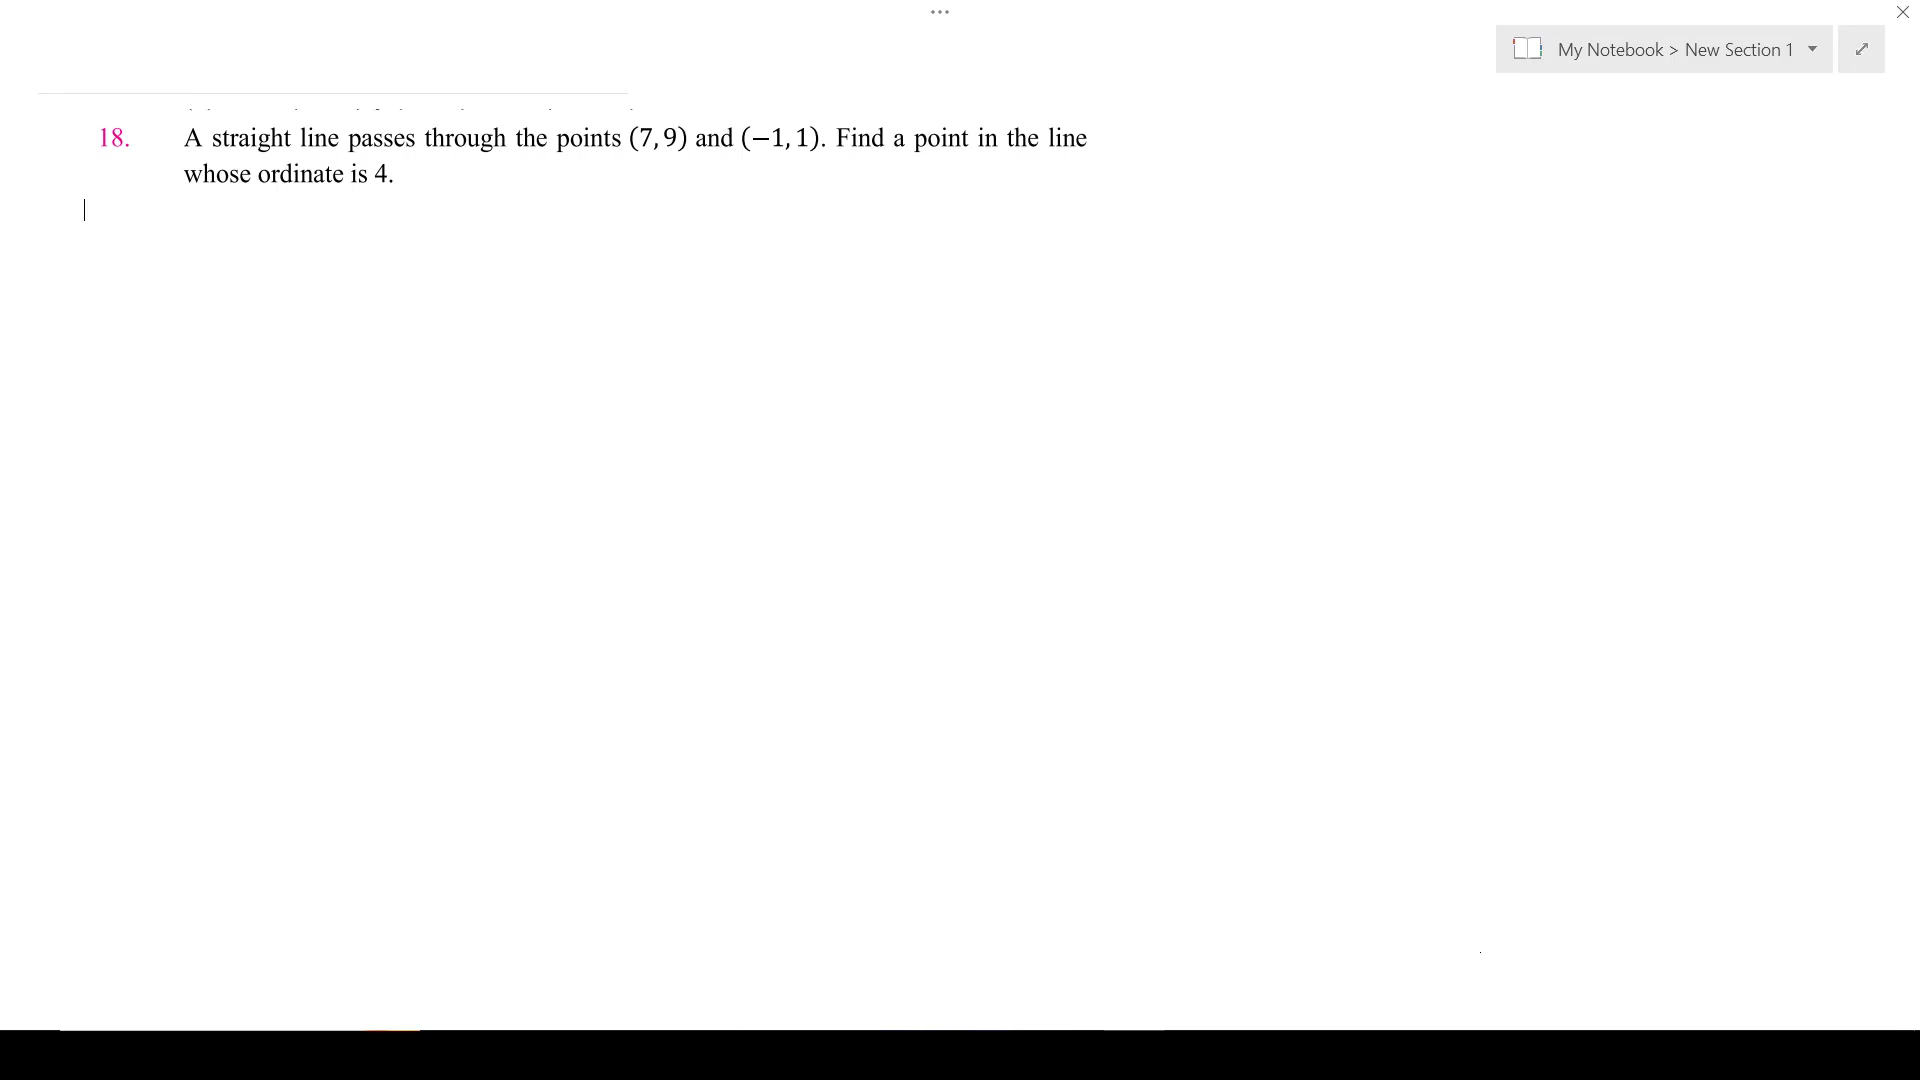 My Notebook > New Section 1
18. A straight line passes through the points (7, 9) and (−1, 1). Find a point in the line
whose ordinate is 4.